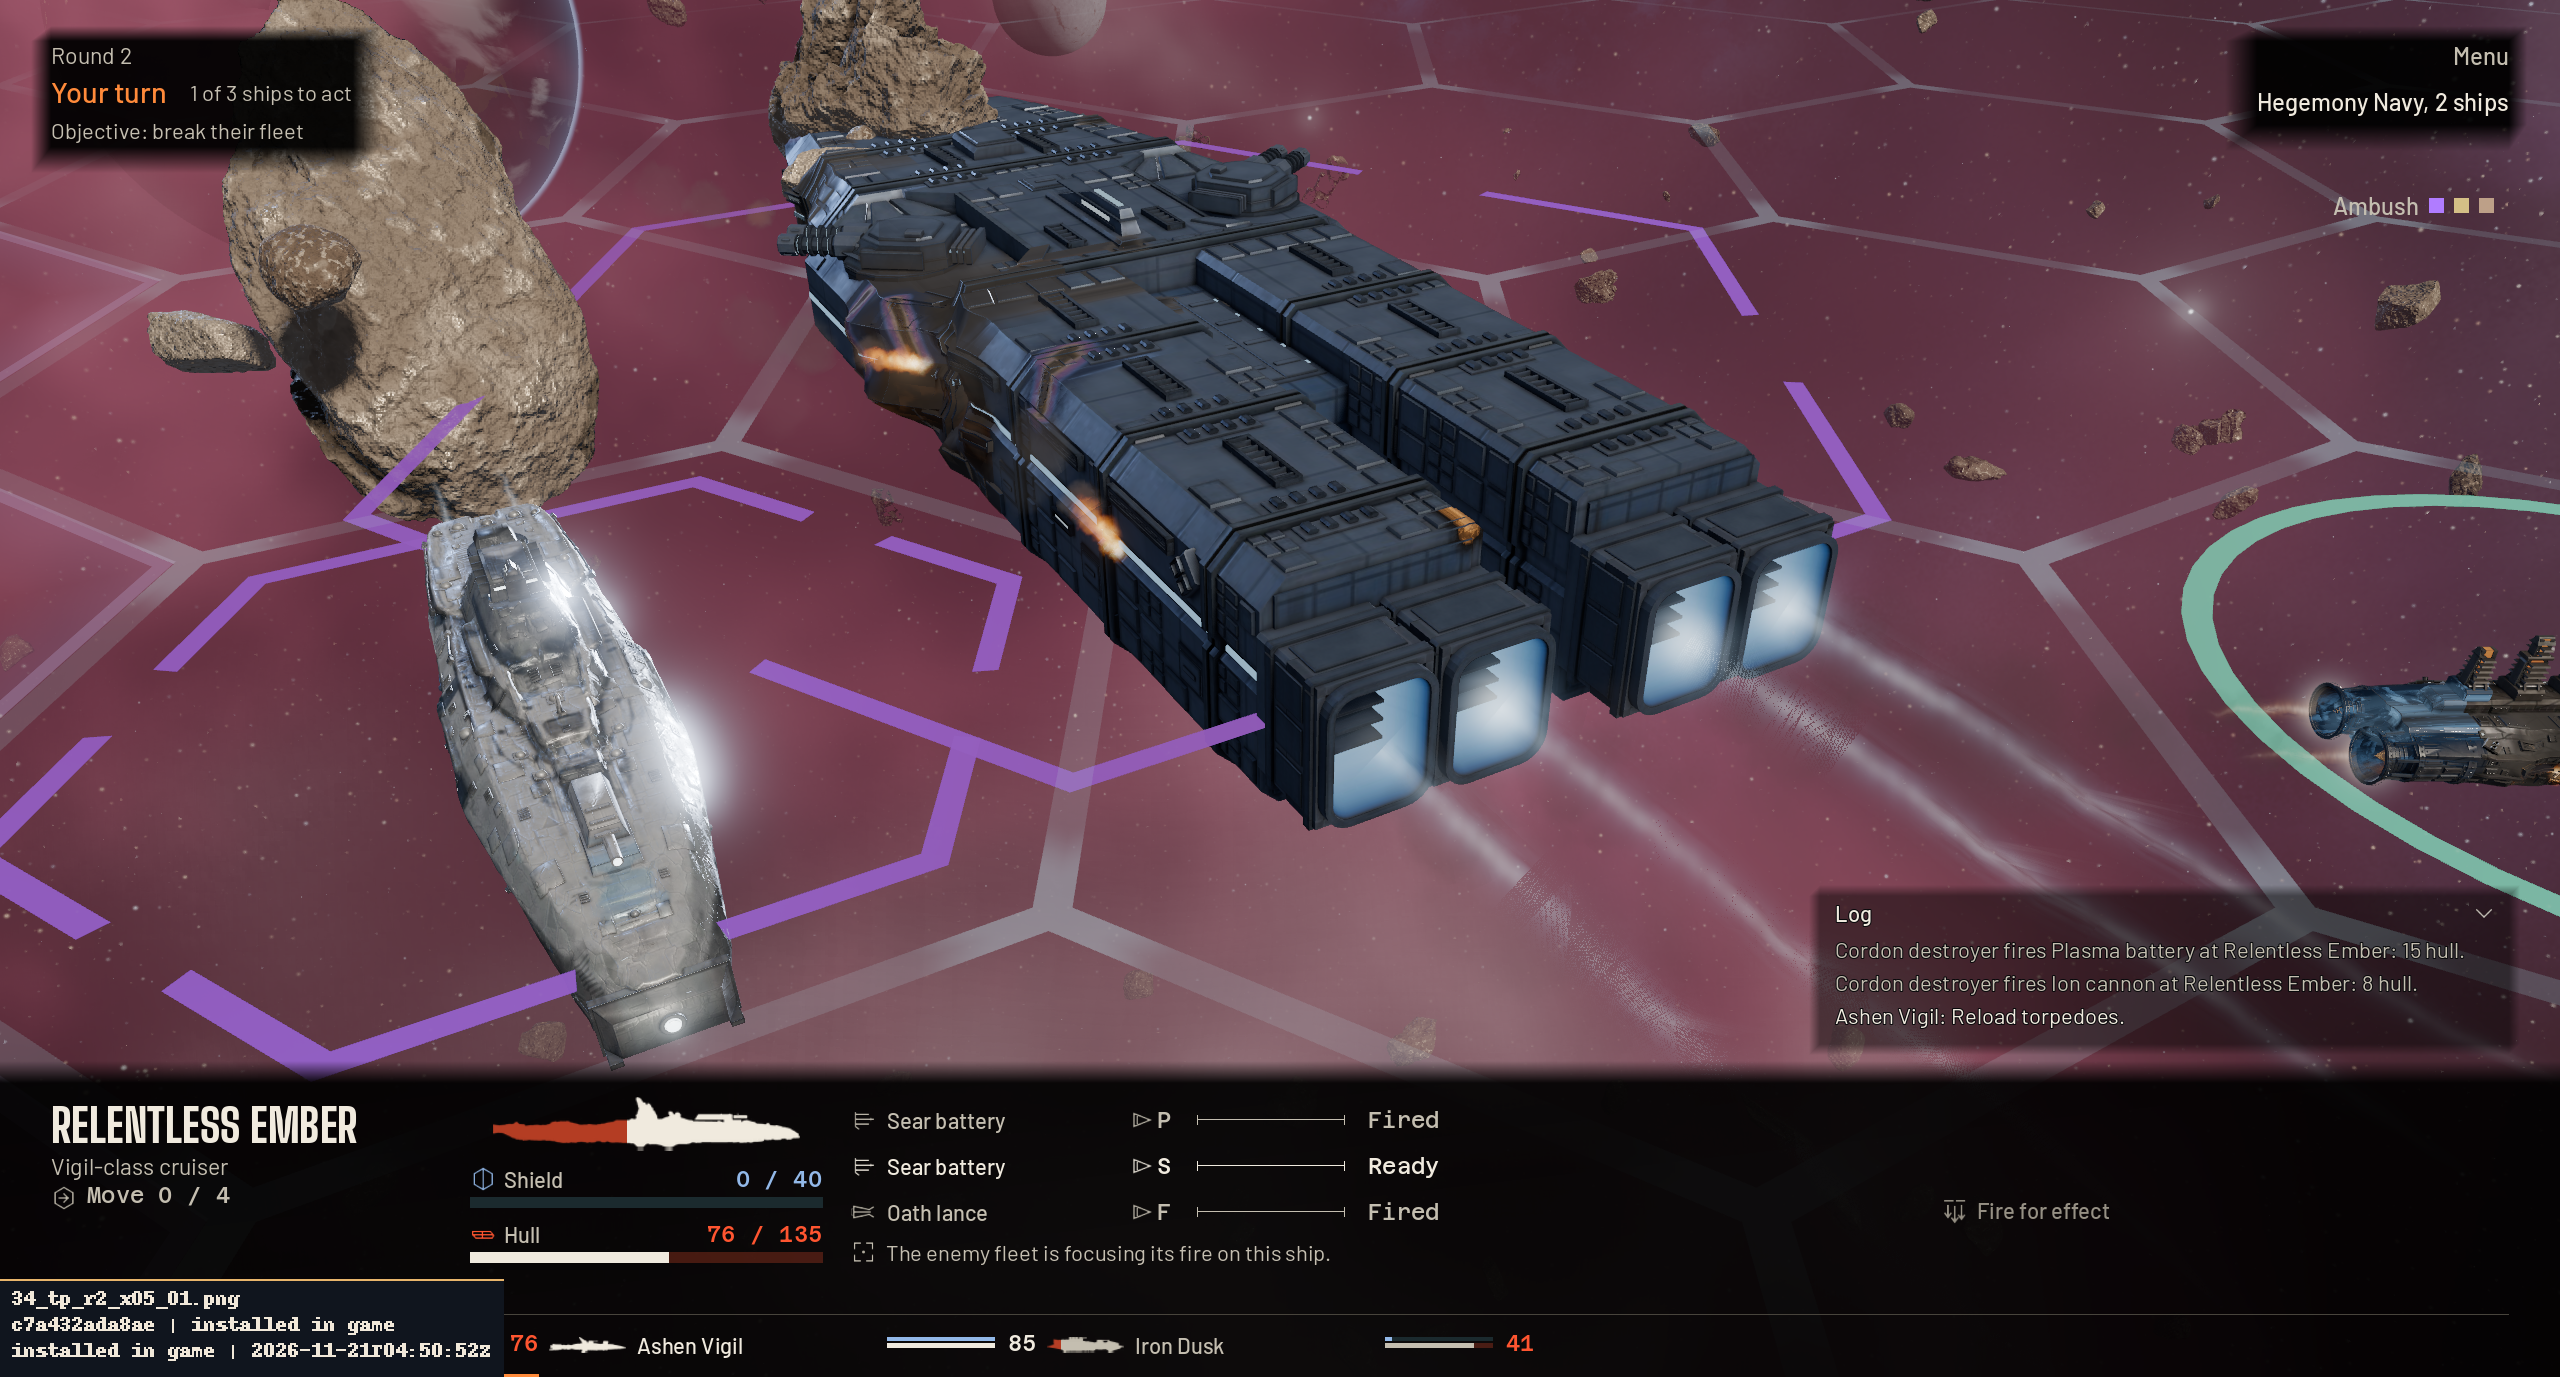 Round 2
Your turn 1 of 3 ships to act
Objective: break their fleet
Menu
Hegemony Navy, 2 ships
Ambush
Log
Cordon destroyer fires Plasma battery at Relentless Ember: 15 hull.
Cordon destroyer fires Ion cannon at Relentless Ember: 8 hull.
Ashen Vigil: Reload torpedoes.
RELENTLESS EMBER
Vigil-class cruiser
Move 0 / 4
Shield 0 / 40
Hull 76 / 135
Sear battery P Fired
Sear battery S Ready
Oath lance F Fired
The enemy fleet is focusing its fire on this ship.
Fire for effect
34_tp_r2_x05_01.png
c7a432ada8ae | installed in game
installed in game | 2026-11-21r04:50:52z
76 Ashen Vigil 85 Iron Dusk 41